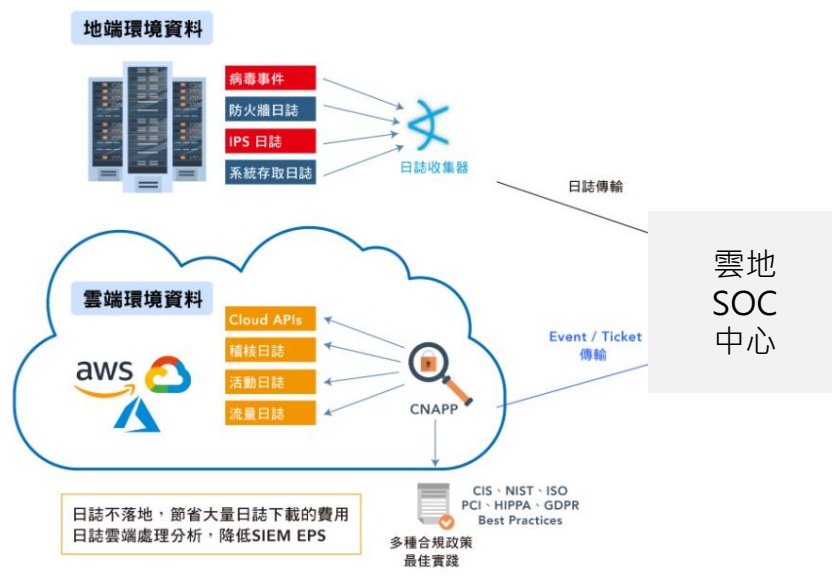 地端環境資料
病毒事件
防火牆日誌
IPS 日誌
系統存取日誌
日誌收集器
日誌傳輸
雲地
SOC
中心
雲端環境資料
aws
Cloud APIs
稽核日誌
活動日誌
流量日誌
CNAPP
Event / Ticket
傳輸
日誌不落地，節省大量日誌下載的費用
日誌雲端處理分析，降低SIEM EPS
多種合規政策
最佳實踐
CIS、NIST、ISO
PCI、HIPPA、GDPR
Best Practices